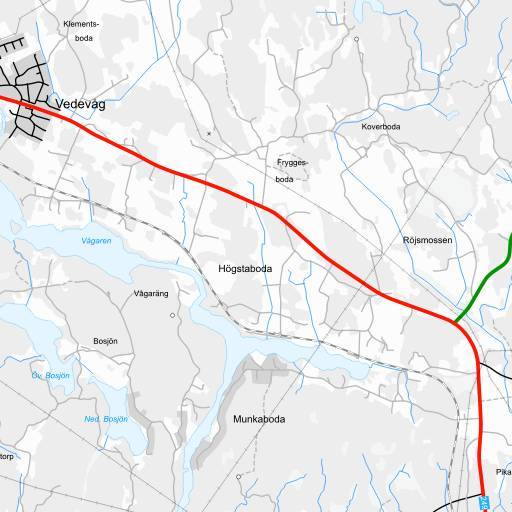 Klements-
boda
Vedevåg
Koverboda
Frygges-
boda
Vågaren
Röjsmossen
Högstaboda
Vågaräng
Bosjön
Öv. Bosjön
Ned. Bosjön
Munkaboda
torp
Pika